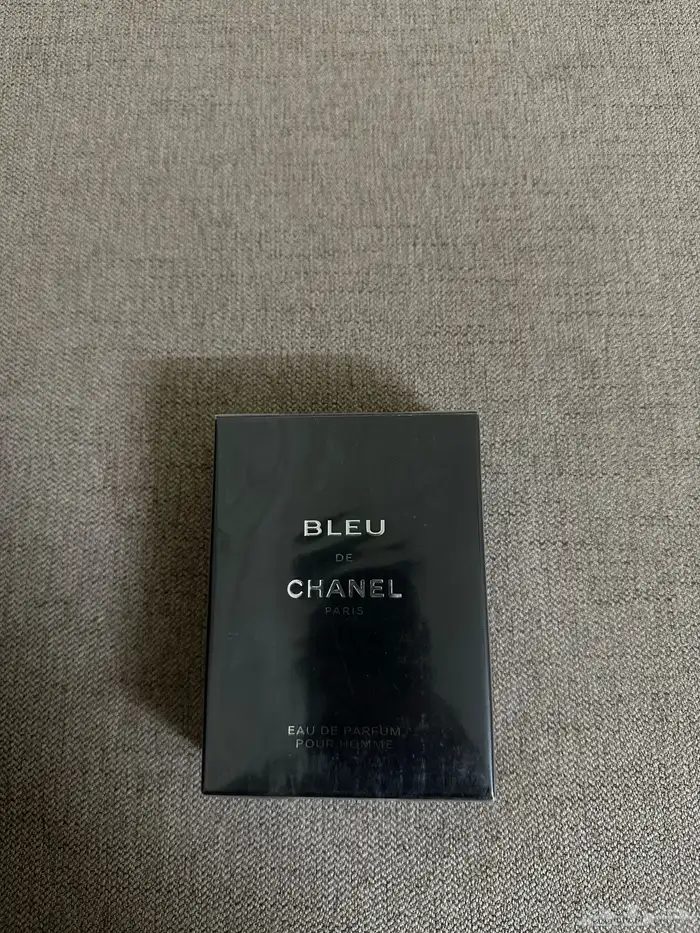 BLEU
DE
CHANEL
PARIS
EAU DE PARFUM
POUR HOMME